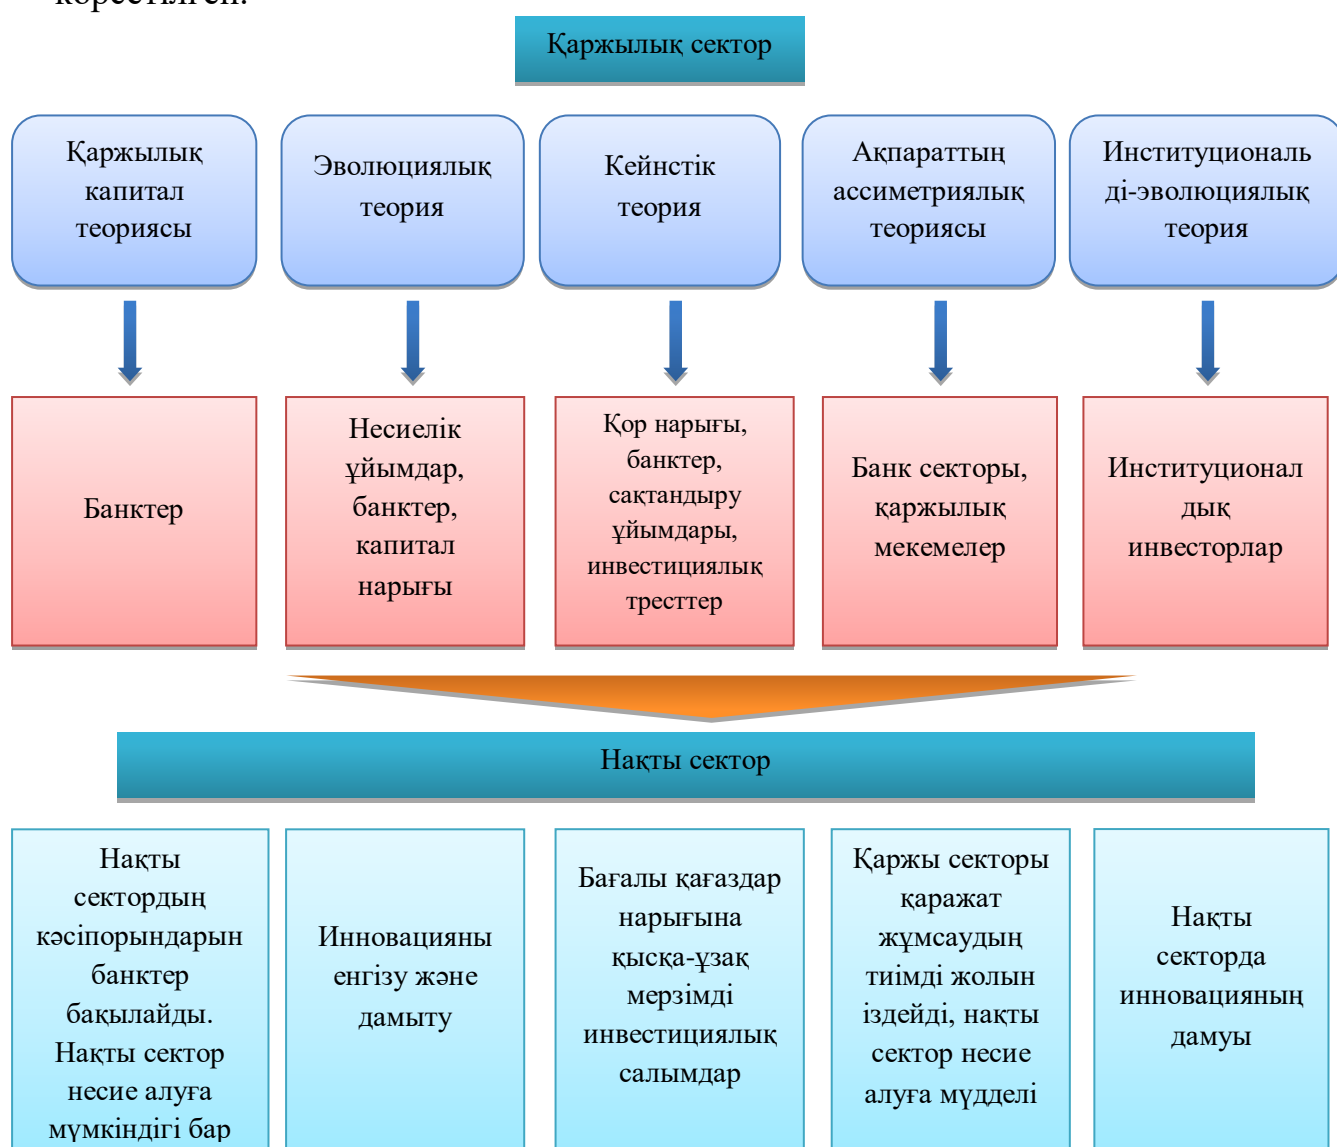 көрсетілген.
Қаржылық сектор
Қаржылық
капитал
теориясы
Эволюциялық
теория
Кейнстік
теория
Ақпараттың
ассиметриялық
теориясы
Институциональ
ді-эволюциялық
теория
Банктер
Несиелік
ұйымдар,
банктер,
капитал
нарығы
Қор нарығы,
банктер,
сақтандыру
ұйымдары,
инвестициялық
тресттер
Банк секторы,
қаржылық
мекемелер
Институционал
дық
инвесторлар
Нақты сектор
Нақты
сектордың
кәсіпорындарын
банктер
бақылайды.
Нақты сектор
несие алуға
мүмкіндігі бар
Инновацияны
енгізу және
дамыту
Бағалы қағаздар
нарығына
қысқа-ұзақ
мерзімді
инвестициялық
салымдар
Қаржы секторы
қаражат
жұмсаудың
тиімді жолын
іздейді, нақты
сектор несие
алуға мүдделі
Нақты
секторда
инновацияның
дамуы